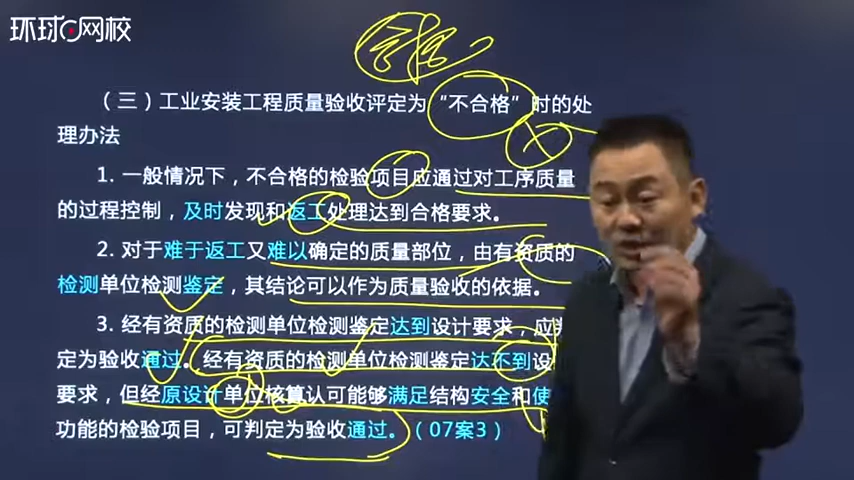 环球网校
合格
（三）工业安装工程质量验收评定为“不合格”时的处
理办法
1. 一般情况下，不合格的检验项目应通过对工序质量
的过程控制，及时发现和返工处理达到合格要求。
2. 对于难于返工又难以确定的质量部位，由有资质的
检测单位检测鉴定，其结论可以作为质量验收的依据。
3. 经有资质的检测单位检测鉴定达到设计要求，应
定为验收通过。经有资质的检测单位检测鉴定达不到设
要求，但经原设计单位核算认可能够满足结构安全和使
功能的检验项目，可判定为验收通过。（07案3）